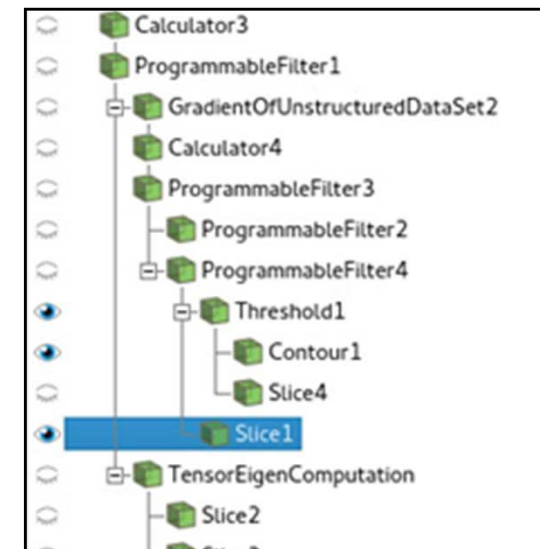 Calculator3
ProgrammableFilter1
GradientOfUnstructuredDataSet2
Calculator4
ProgrammableFilter3
ProgrammableFilter2
ProgrammableFilter4
Threshold1
Contour1
Slice4
Slice1
TensorEigenComputation
Slice2